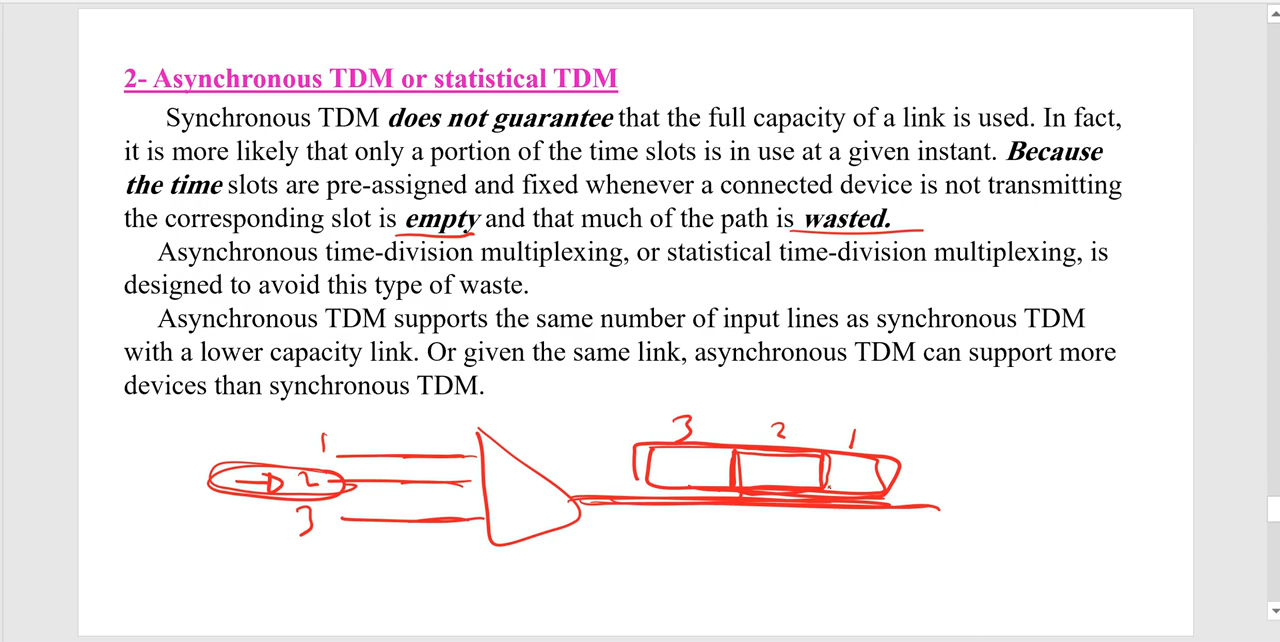 2- Asynchronous TDM or statistical TDM
Synchronous TDM does not guarantee that the full capacity of a link is used. In fact,
it is more likely that only a portion of the time slots is in use at a given instant. Because
the time slots are pre-assigned and fixed whenever a connected device is not transmitting
the corresponding slot is empty and that much of the path is wasted.
Asynchronous time-division multiplexing, or statistical time-division multiplexing, is
designed to avoid this type of waste.
Asynchronous TDM supports the same number of input lines as synchronous TDM
with a lower capacity link. Or given the same link, asynchronous TDM can support more
devices than synchronous TDM.
3 2 1
1
2
3